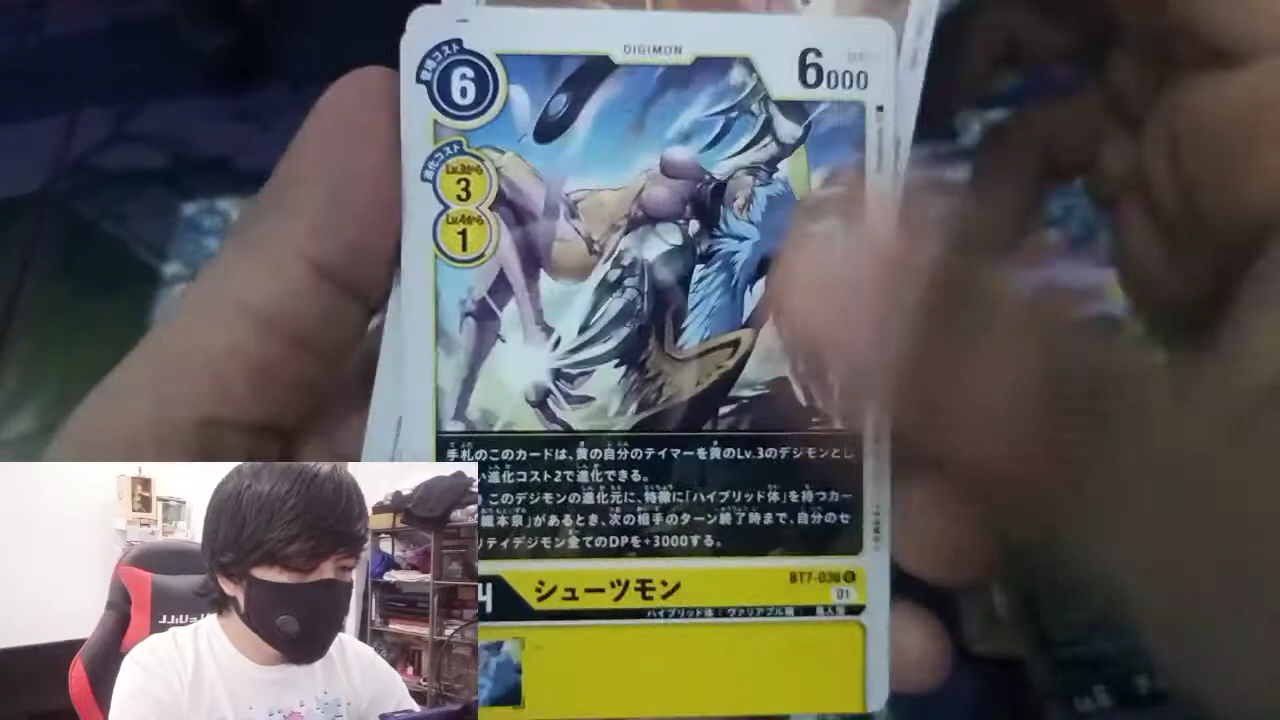 DIGIMON
登場コスト
6
6000
進化コスト
Lv.3から
3
Lv.4から
1
手札のこのカードは、黄の自分のテイマーを黄のLv.3のデジモンとし
い進化コスト2で進化できる。
このデジモンの進化元に、特徴に「ハイブリッド体」を持つカー
織本泉」があるとき、次の相手のターン終了時まで、自分のセ
リティデジモン全てのDPを+3000する。
シューツモン
BT7-038 C
01
ハイブリッド体 ヴァリアブル種